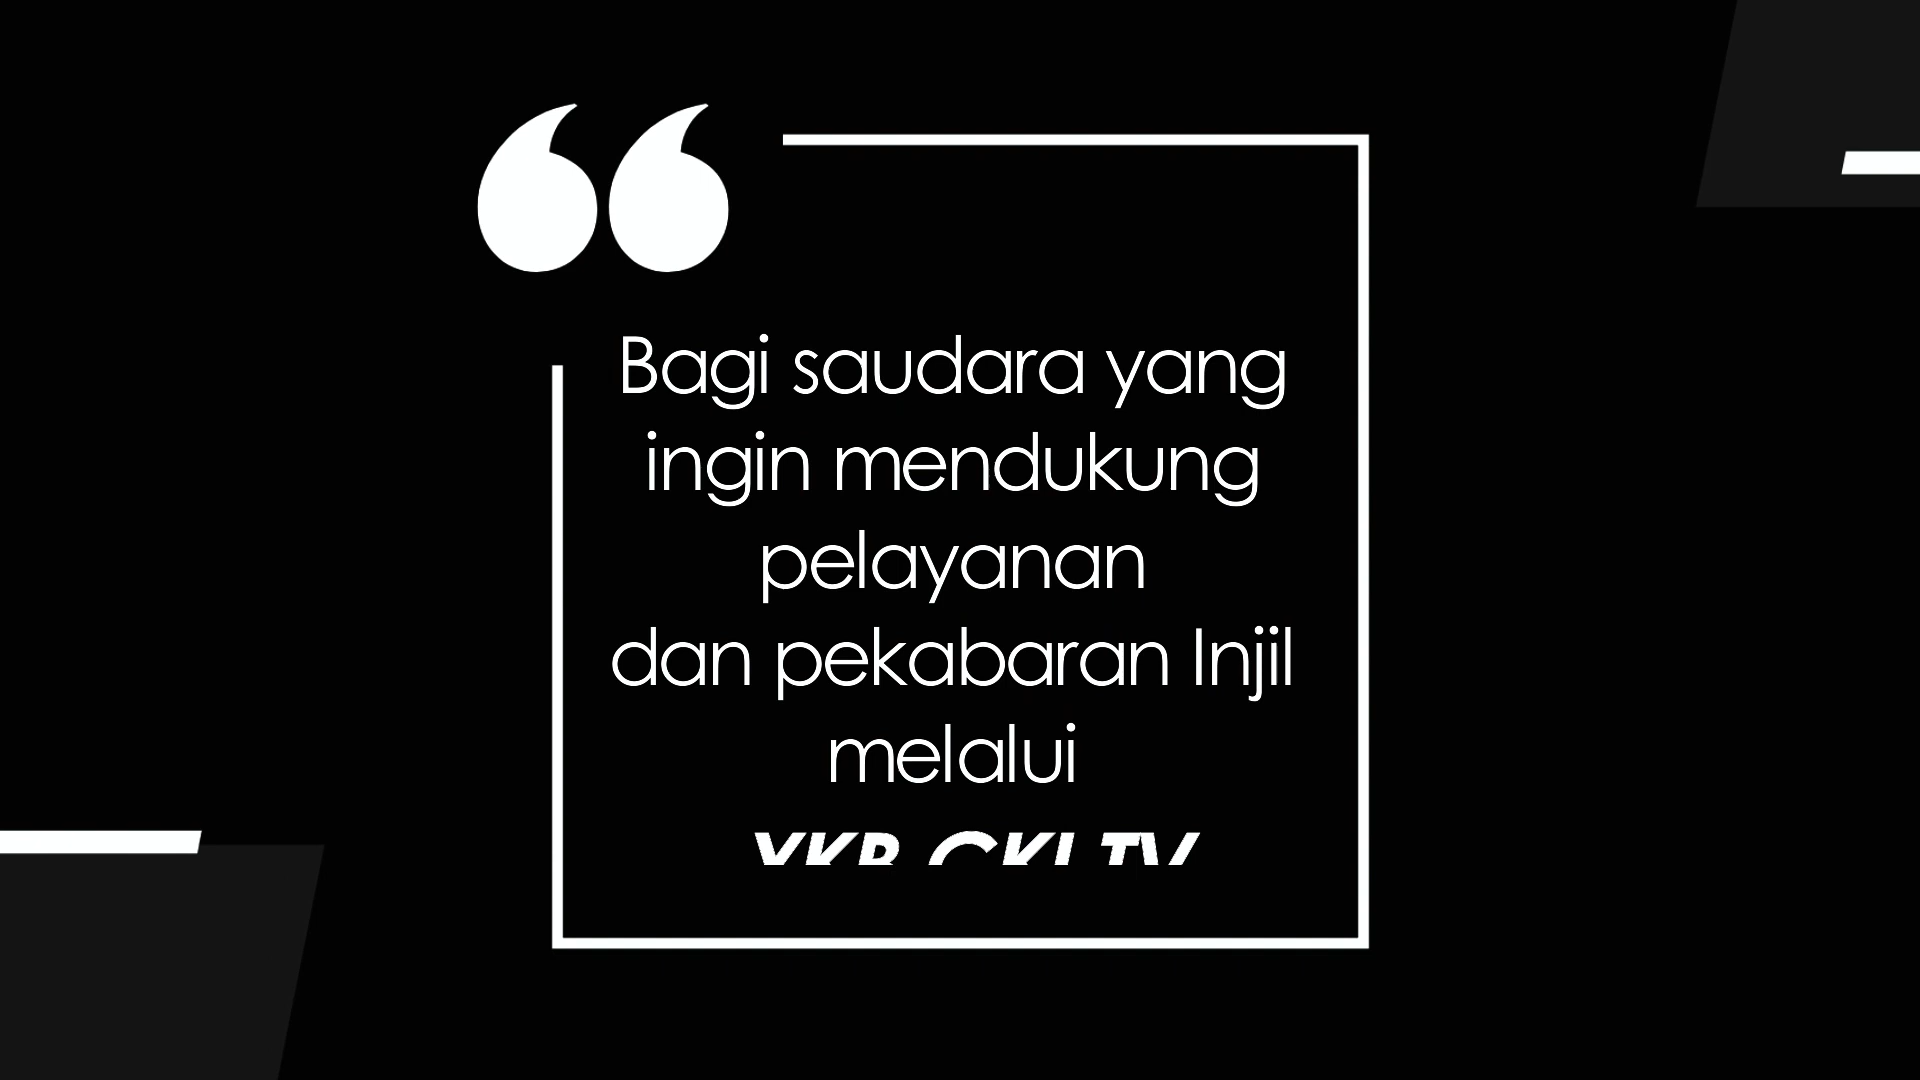 Bagi saudara yang
ingin mendukung
pelayanan
dan pekabaran Injil
melalui